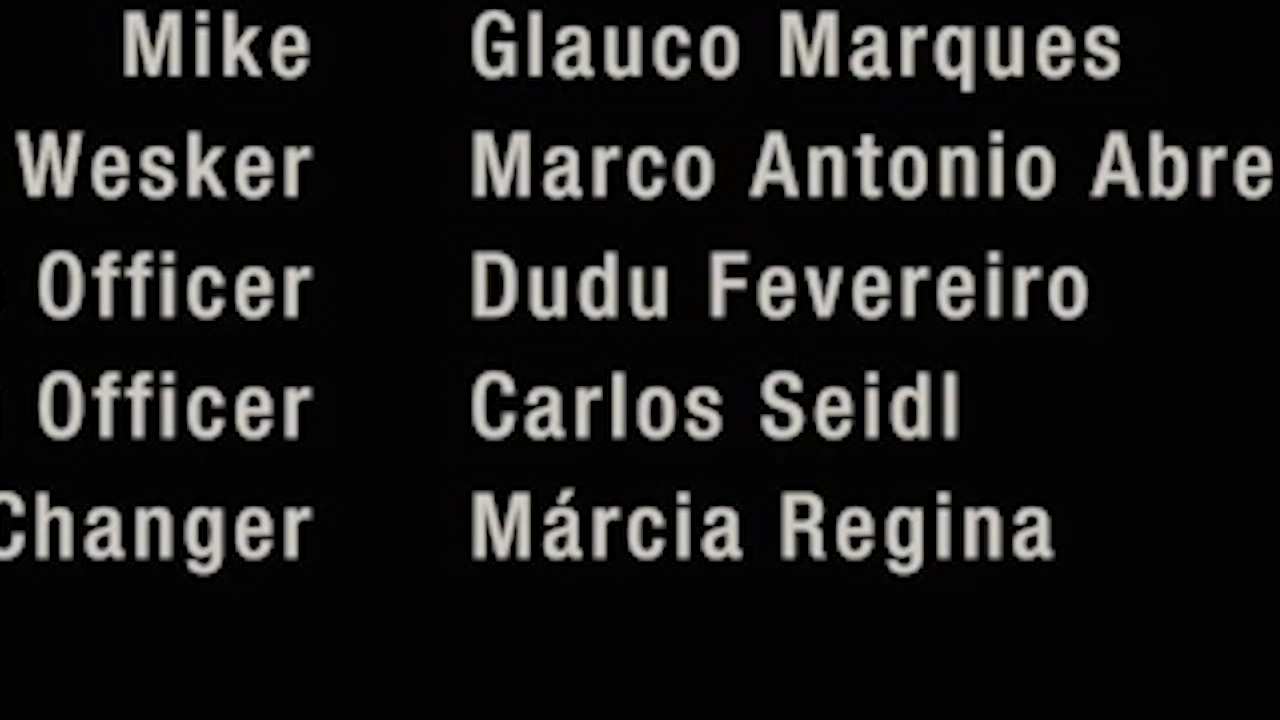 Mike Glauco Marques
Wesker Marco Antonio Abre
Officer Dudu Fevereiro
Officer Carlos Seidl
Changer Márcia Regina